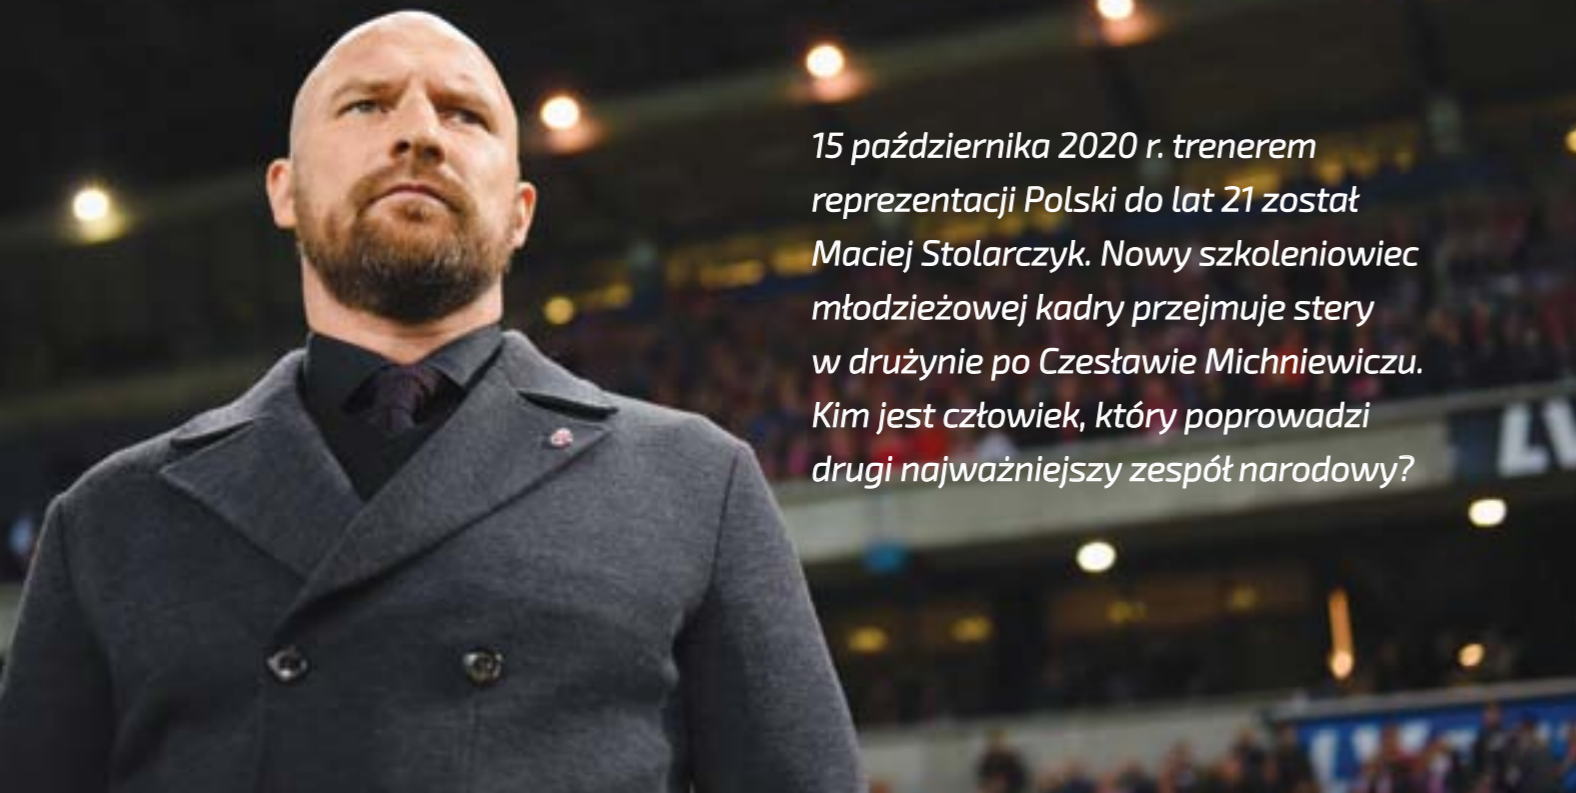 15 października 2020 r. trenerem
reprezentacji Polski do lat 21 został
Maciej Stolarczyk. Nowy szkoleniowiec
młodzieżowej kadry przejmuje stery
w drużynie po Czesławie Michniewiczu.
Kim jest człowiek, który poprowadzi
drugi najważniejszy zespół narodowy?